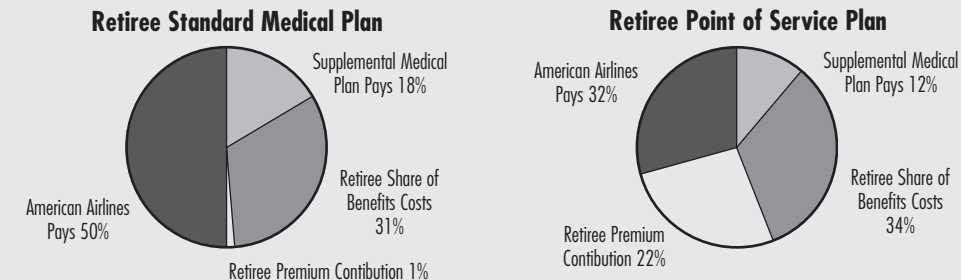 Retiree Standard Medical Plan
Supplemental Medical
Plan Pays 18%
Retiree Share of
Benefits Costs
31%
Retiree Premium Contibution 1%
American Airlines
Pays 50%
Retiree Point of Service Plan
Supplemental Medical
Plan Pays 12%
Retiree Share of
Benefits Costs
34%
Retiree Premium
Contibution 22%
American Airlines
Pays 32%